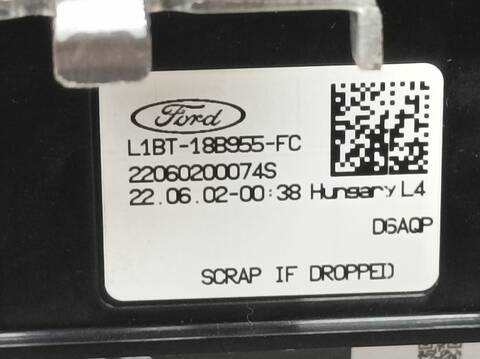 Ford
L1BT-18B955-FC
22060200074S
22.06.02-00:38 Hungary L4
D6AQP
SCRAP IF DROPPED